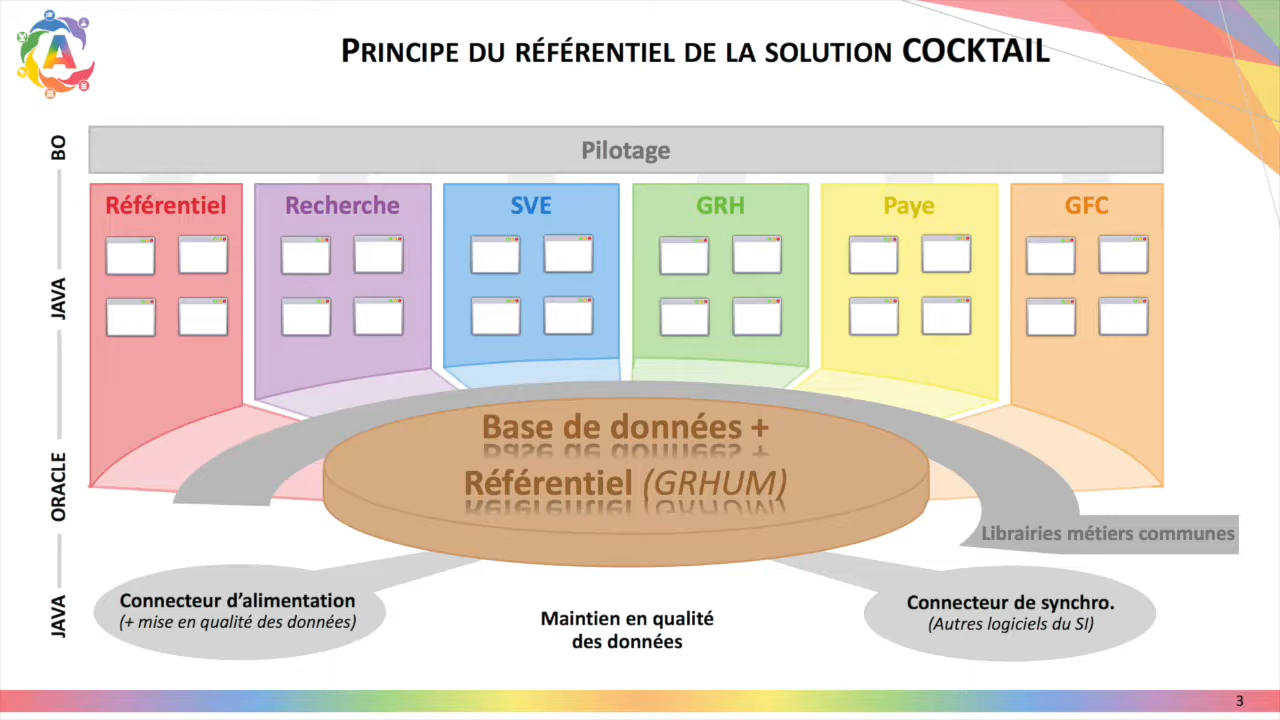 A
PRINCIPE DU RÉFÉRENTIEL DE LA SOLUTION COCKTAIL
BO
Pilotage
Référentiel
Recherche
SVE
GRH
Paye
GFC
JAVA
ORACLE
Base de données +
Référentiel (GRHUM)
Librairies métiers communes
JAVA
Connecteur d'alimentation
(+ mise en qualité des données)
Maintien en qualité
des données
Connecteur de synchro.
(Autres logiciels du SI)
3